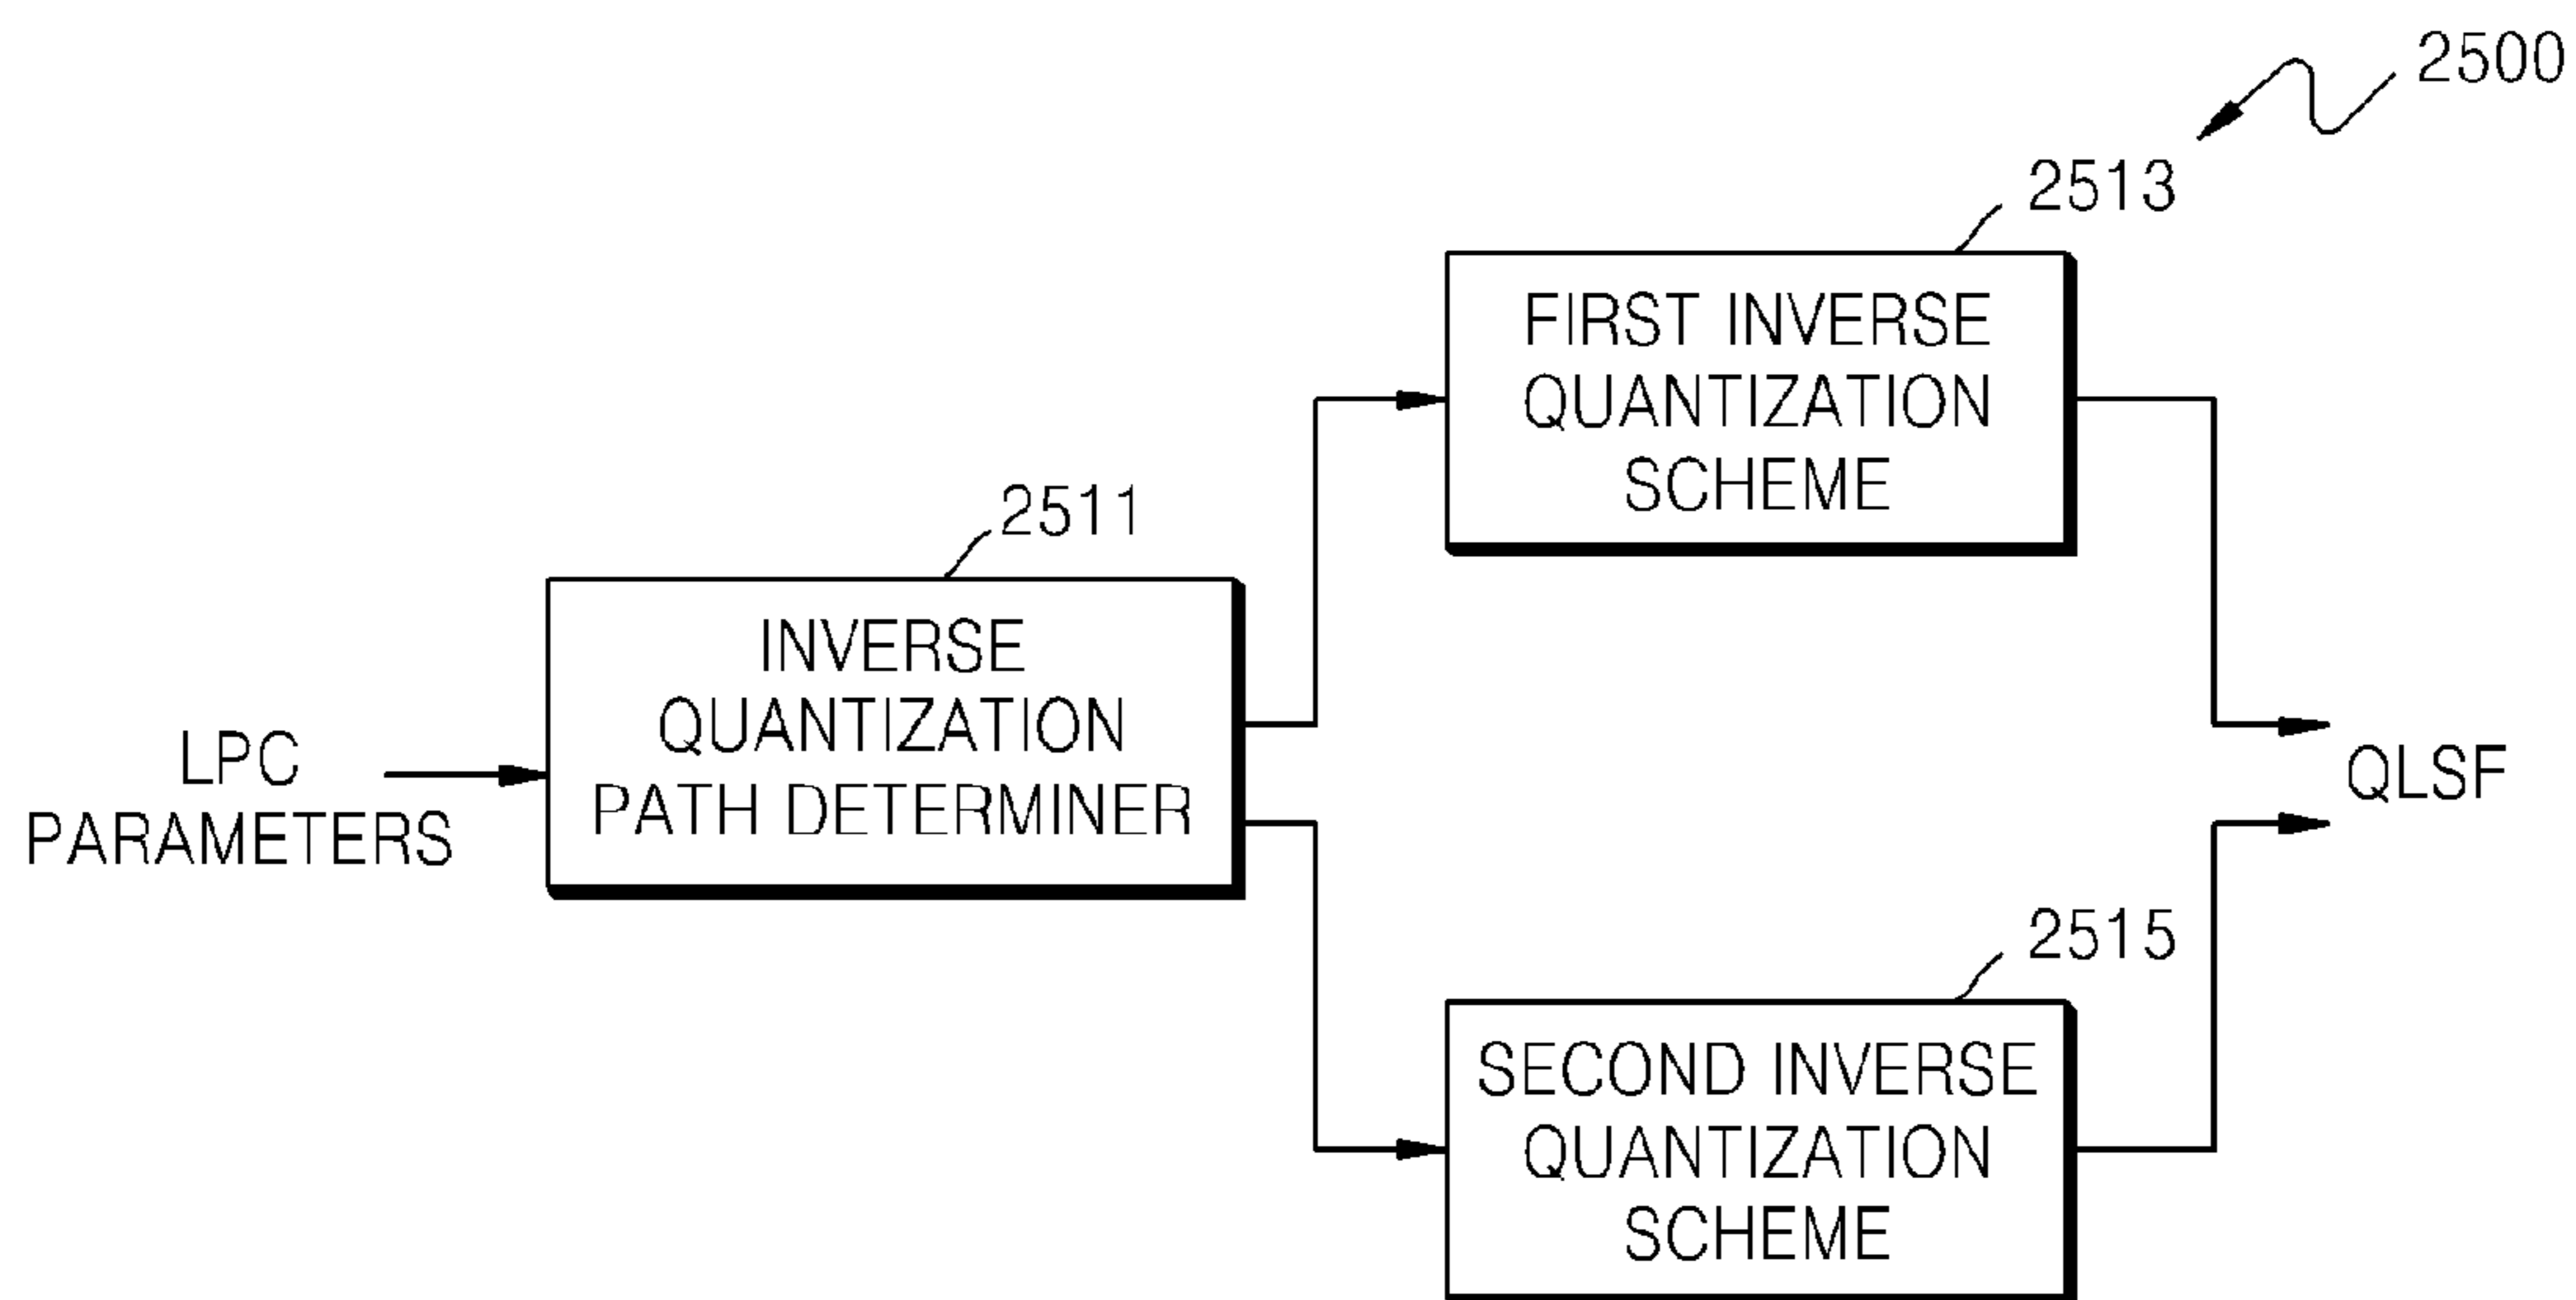 2500
2513
FIRST INVERSE
QUANTIZATION
SCHEME
2511
INVERSE
QUANTIZATION
PATH DETERMINER
LPC
PARAMETERS
QLSF
2515
SECOND INVERSE
QUANTIZATION
SCHEME